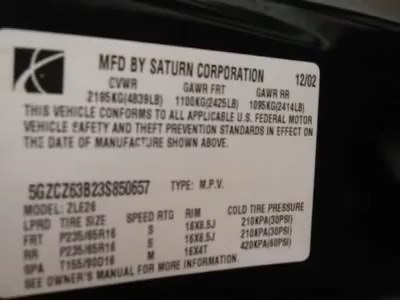 MFD BY SATURN CORPORATION 12/02
GVWR GAWR FRT GAWR RR
2195KG(4839LB) 1100KG(2425LB) 1095KG(2414LB)
THIS VEHICLE CONFORMS TO ALL APPLICABLE U.S. FEDERAL MOTOR
VEHICLE SAFETY AND THEFT PREVENTION STANDARDS IN EFFECT ON
THE DATE OF MANUFACTURE SHOWN ABOVE.
5GZCZ63B23S850657 TYPE: M.P.V.
MODEL: ZLE26
LPRD TIRE SIZE SPEED RTG RIM COLD TIRE PRESSURE
FRT P235/65R16 S 16X6.5J 210KPA(30PSI)
RR P235/65R16 S 16X6.5J 210KPA(30PSI)
SPA T155/90D16 M 16X4T 420KPA(60PSI)
SEE OWNER'S MANUAL FOR MORE INFORMATION.